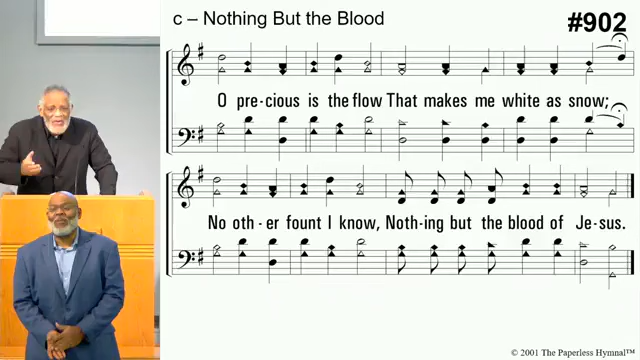 c – Nothing But the Blood
#902
O pre-cious is the flow That makes me white as snow;
No oth-er fount I know, Noth-ing but the blood of Je-sus.
© 2001 The Paperless Hymnal™